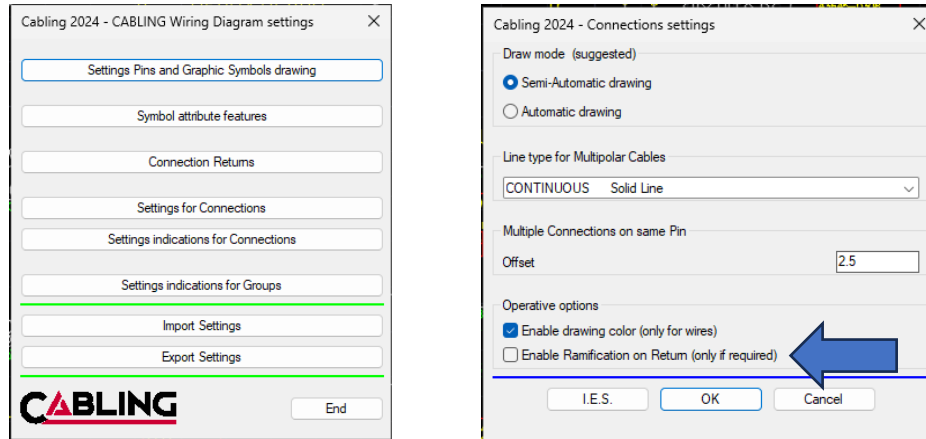 Cabling 2024 - CABLING Wiring Diagram settings
Settings Pins and Graphic Symbols drawing
Symbol attribute features
Connection Returns
Settings for Connections
Settings indications for Connections
Settings indications for Groups
Import Settings
Export Settings
CABLING
End
Cabling 2024 - Connections settings
Draw mode (suggested)
Semi-Automatic drawing
Automatic drawing
Line type for Multipolar Cables
CONTINUOUS Solid Line
Multiple Connections on same Pin
Offset 2.5
Operative options
Enable drawing color (only for wires)
Enable Ramification on Return (only if required)
I.E.S. OK Cancel